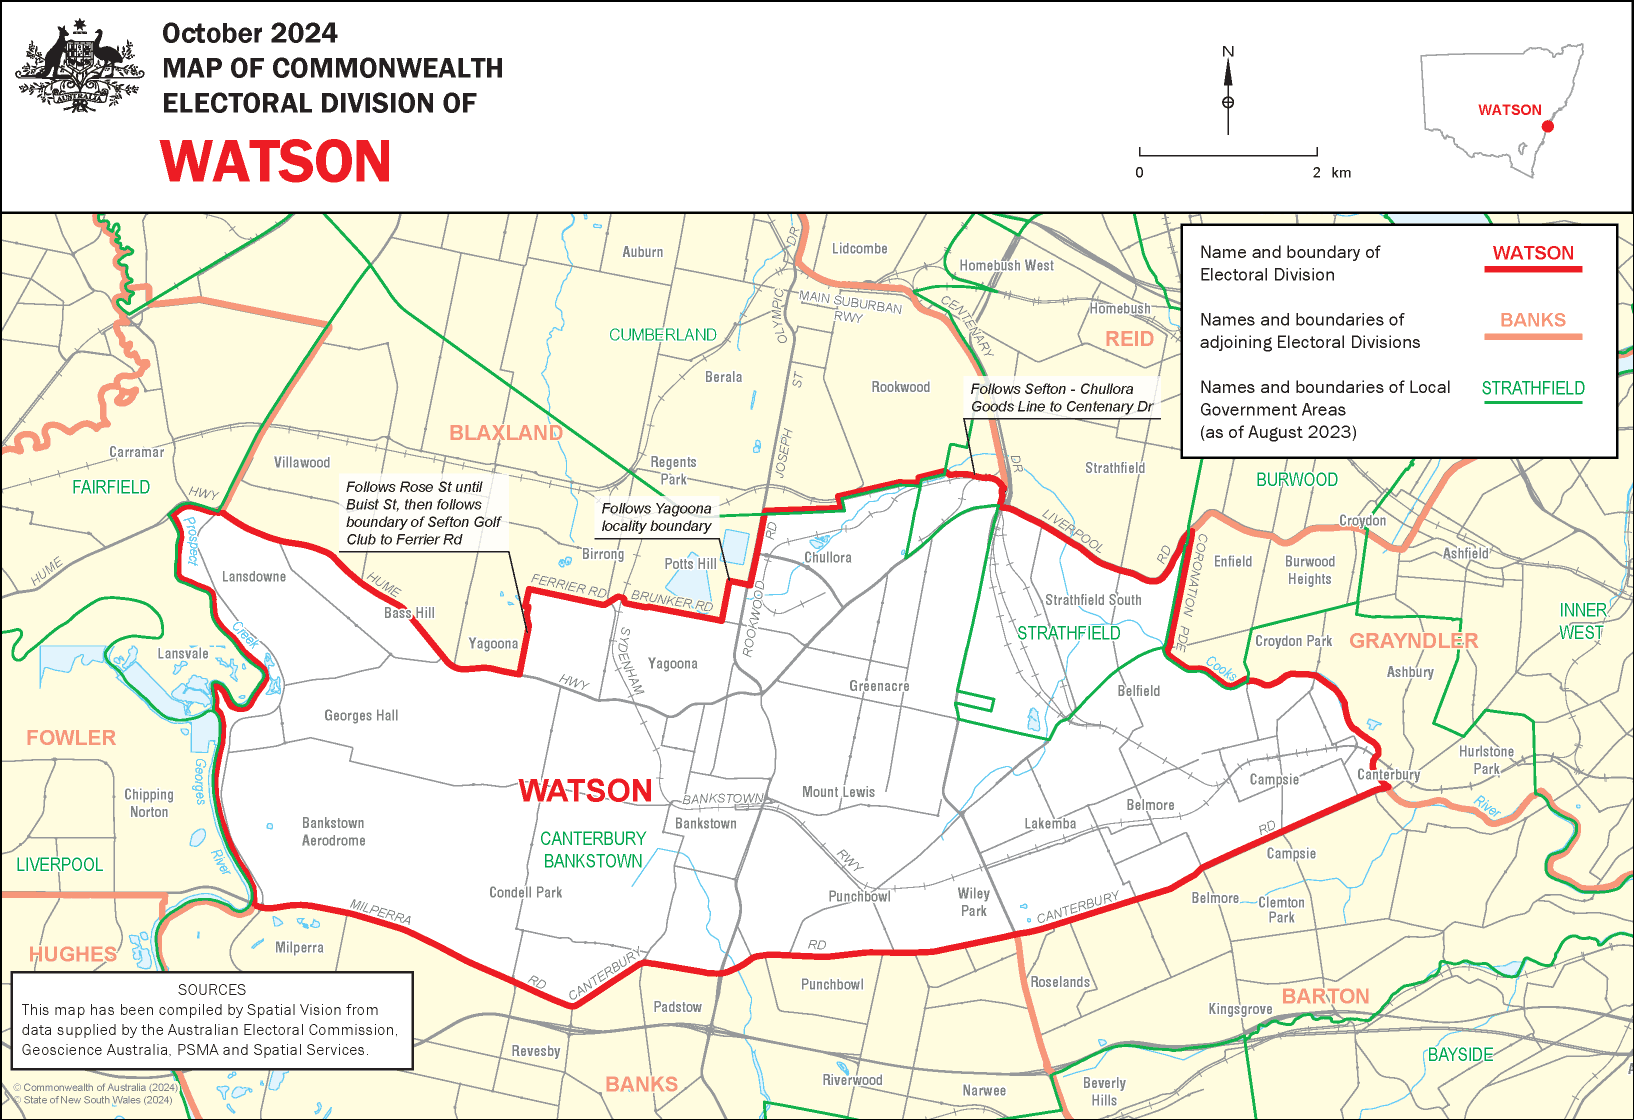 October 2024
MAP OF COMMONWEALTH
ELECTORAL DIVISION OF
WATSON
AUSTRALIA
N
0 2 km
WATSON
Name and boundary of
Electoral Division
WATSON
Names and boundaries of
adjoining Electoral Divisions
BANKS
Names and boundaries of Local
Government Areas
(as of August 2023)
STRATHFIELD
Auburn
DR
Lidcombe
Homebush West
MAIN SUBURBAN
RWY
CENTENARY
Homebush
OLYMPIC
CUMBERLAND
REID
Berala
ST
Rookwood
Follows Sefton - Chullora
Goods Line to Centenary Dr
BLAXLAND
JOSEPH
Carramar
Villawood
Regents
Park
DR
Strathfield
FAIRFIELD
HWY
BURWOOD
Follows Rose St until
Buist St, then follows
boundary of Sefton Golf
Club to Ferrier Rd
Follows Yagoona
locality boundary
Croydon
Prospect
RD
LIVERPOOL
RD
CORONATION PDE
Ashfield
HUME
Lansdowne
Birrong
Potts Hill
Chullora
Enfield
Burwood
Heights
HUME
FERRIER RD
BRUNKER RD
ROOKWOOD
Bass Hill
Strathfield South
INNER
WEST
Creek
Yagoona
SYDENHAM
STRATHFIELD
Croydon Park
GRAYNDLER
Lansvale
Yagoona
Cooks
Ashbury
HWY
Greenacre
Belfield
Georges Hall
FOWLER
Hurlstone
Park
Georges
WATSON
Campsie
Canterbury
Chipping
Norton
BANKSTOWN
Mount Lewis
Belmore
River
Bankstown
Aerodrome
Bankstown
Lakemba
RD
CANTERBURY
BANKSTOWN
LIVERPOOL
River
RWY
Campsie
Condell Park
Punchbowl
Wiley
Park
Belmore
Clemton
Park
MILPERRA
CANTERBURY
Milperra
RD
HUGHES
RD
CANTERBURY
Punchbowl
Roselands
BARTON
Padstow
Kingsgrove
Revesby
BAYSIDE
BANKS
Riverwood
Narwee
Beverly
Hills
SOURCES
This map has been compiled by Spatial Vision from
data supplied by the Australian Electoral Commission,
Geoscience Australia, PSMA and Spatial Services.
© Commonwealth of Australia (2024)
© State of New South Wales (2024)